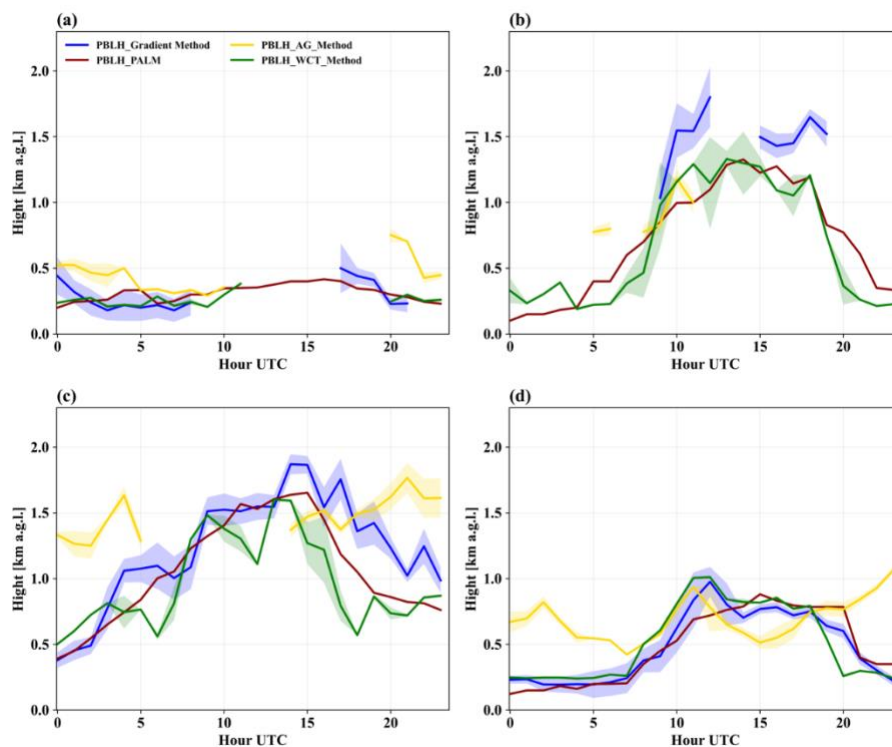 (a)
PBLH_Gradient Method
PBLH_AG_Method
PBLH_PALM
PBLH_WCT_Method
2.0
1.5
1.0
0.5
0.0
Hight [km a.g.l.]
0 5 10 15 20
Hour UTC
(b)
2.0
1.5
1.0
0.5
0.0
Hight [km a.g.l.]
0 5 10 15 20
Hour UTC
(c)
2.0
1.5
1.0
0.5
0.0
Hight [km a.g.l.]
0 5 10 15 20
Hour UTC
(d)
2.0
1.5
1.0
0.5
0.0
Hight [km a.g.l.]
0 5 10 15 20
Hour UTC